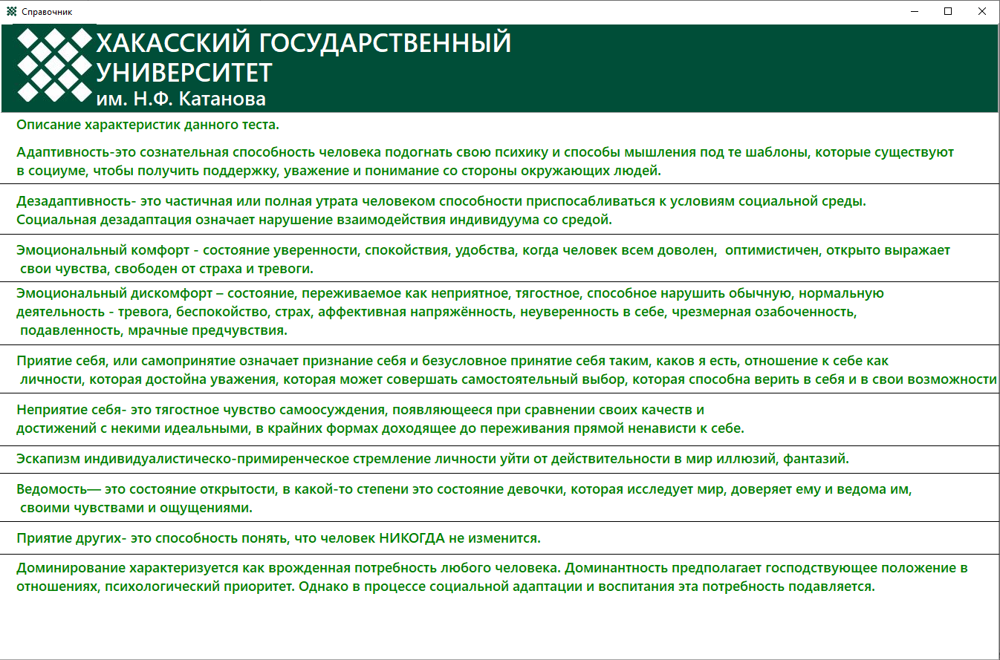 Справочник
ХАКАССКИЙ ГОСУДАРСТВЕННЫЙ
УНИВЕРСИТЕТ
им. Н.Ф. Катанова
Описание характеристик данного теста.
Адаптивность-это сознательная способность человека подогнать свою психику и способы мышления под те шаблоны, которые существуют
в социуме, чтобы получить поддержку, уважение и понимание со стороны окружающих людей.
Дезадаптивность- это частичная или полная утрата человеком способности приспосабливаться к условиям социальной среды.
Социальная дезадаптация означает нарушение взаимодействия индивидуума со средой.
Эмоциональный комфорт - состояние уверенности, спокойствия, удобства, когда человек всем доволен,  оптимистичен, открыто выражает
свои чувства, свободен от страха и тревоги.
Эмоциональный дискомфорт – состояние, переживаемое как неприятное, тягостное, способное нарушить обычную, нормальную
деятельность - тревога, беспокойство, страх, аффективная напряжённость, неуверенность в себе, чрезмерная озабоченность,
подавленность, мрачные предчувствия.
Приятие себя, или самопринятие означает признание себя и безусловное принятие себя таким, каков я есть, отношение к себе как
личности, которая достойна уважения, которая может совершать самостоятельный выбор, которая способна верить в себя и в свои возможности
Неприятие себя- это тягостное чувство самоосуждения, появляющееся при сравнении своих качеств и
достижений с некими идеальными, в крайних формах доходящее до переживания прямой ненависти к себе.
Эскапизм индивидуалистическо-примиренческое стремление личности уйти от действительности в мир иллюзий, фантазий.
Ведомость— это состояние открытости, в какой-то степени это состояние девочки, которая исследует мир, доверяет ему и ведома им,
своими чувствами и ощущениями.
Приятие других- это способность понять, что человек НИКОГДА не изменится.
Доминирование характеризуется как врожденная потребность любого человека. Доминантность предполагает господствующее положение в
отношениях, психологический приоритет. Однако в процессе социальной адаптации и воспитания эта потребность подавляется.